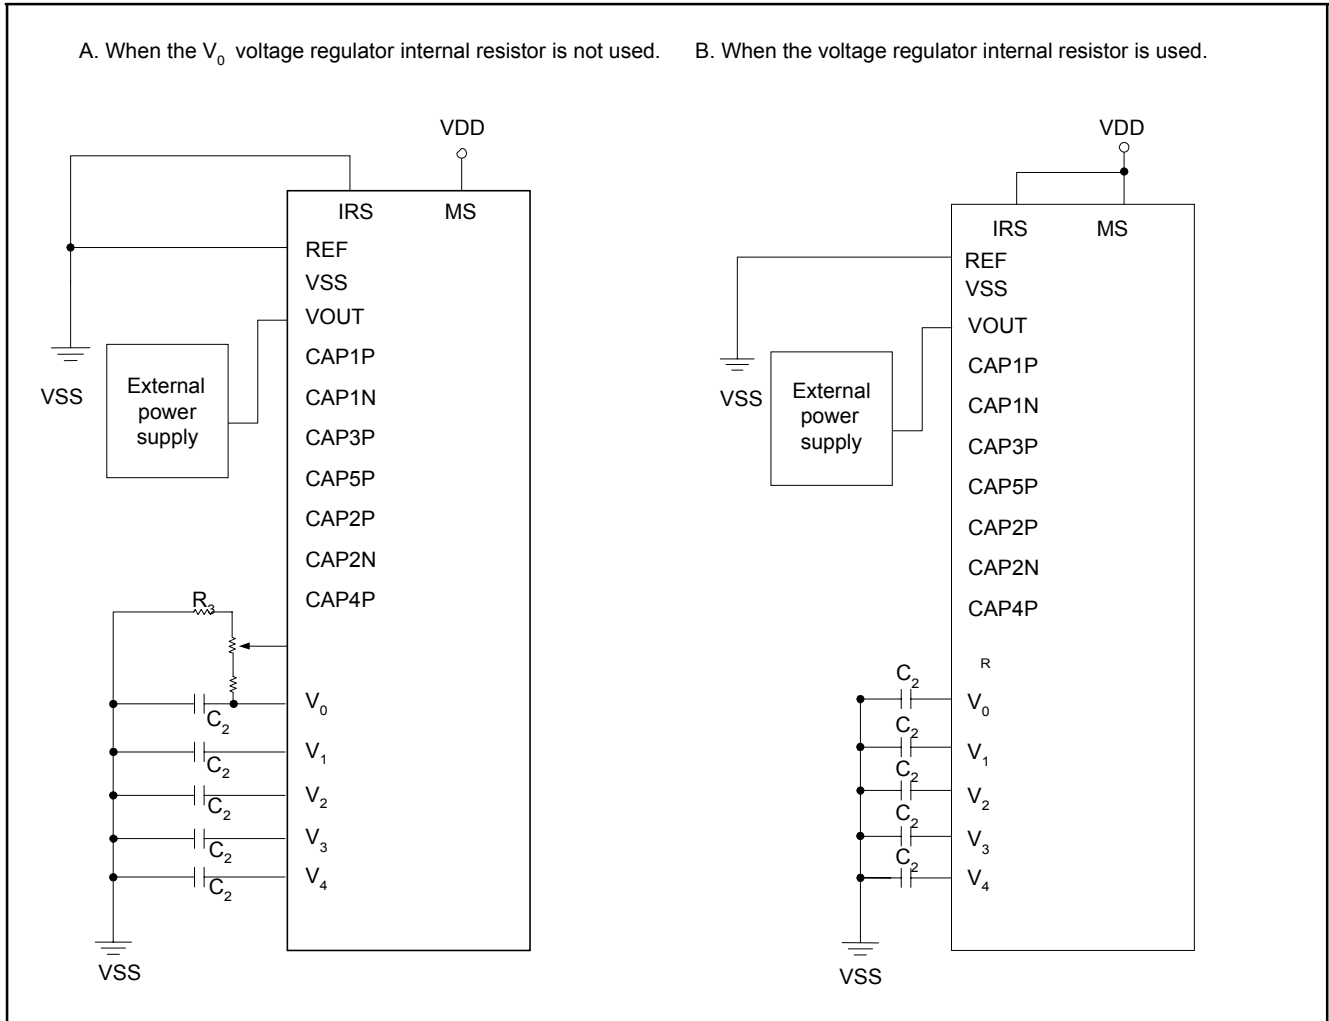 A. When the V0 voltage regulator internal resistor is not used.
B. When the voltage regulator internal resistor is used.
VDD
IRS
MS
REF
VSS
VOUT
CAP1P
CAP1N
CAP3P
CAP5P
CAP2P
CAP2N
CAP4P
VSS
External
power
supply
R3
C2
V0
C2
V1
C2
V2
C2
V3
C2
V4
VSS
VDD
IRS
MS
REF
VSS
VOUT
CAP1P
CAP1N
CAP3P
CAP5P
CAP2P
CAP2N
CAP4P
VSS
External
power
supply
R
C2
V0
C2
V1
C2
V2
C2
V3
C2
V4
VSS